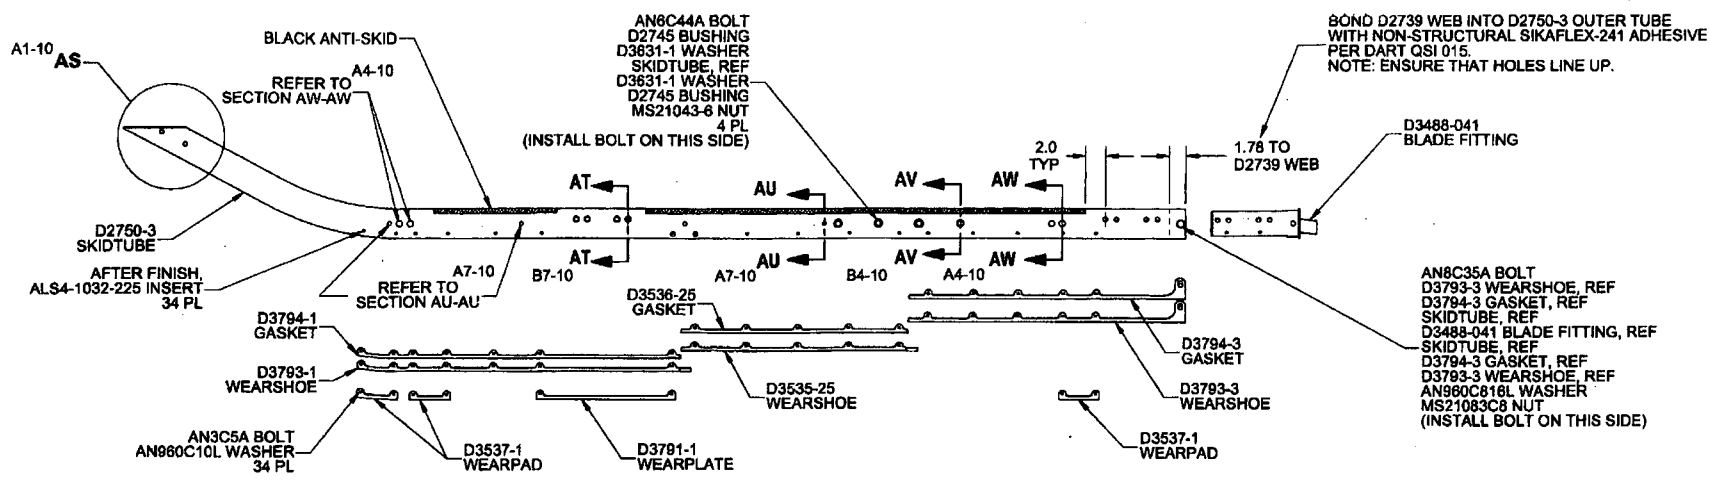 A1-10
AS
BLACK ANTI-SKID
A4-10
REFER TO
SECTION AW-AW
AN6C44A BOLT
D2745 BUSHING
D3631-1 WASHER
SKIDTUBE, REF
D3631-1 WASHER
D2745 BUSHING
MS21043-6 NUT
4 PL
(INSTALL BOLT ON THIS SIDE)
BOND D2739 WEB INTO D2750-3 OUTER TUBE
WITH NON-STRUCTURAL SIKAFLEX-241 ADHESIVE
PER DART QSI 015.
NOTE: ENSURE THAT HOLES LINE UP.
2.0
TYP
1.78 TO
D2739 WEB
D3488-041
BLADE FITTING
AT
AU
AV
AW
D2750-3
SKIDTUBE
AFTER FINISH,
ALS4-1032-225 INSERT
34 PL
A7-10
REFER TO
SECTION AU-AU
B7-10
AT
A7-10
AU
B4-10
AV
A4-10
AW
D3794-1
GASKET
D3793-1
WEARSHOE
AN3C5A BOLT
AN960C10L WASHER
34 PL
D3537-1
WEARPAD
D3791-1
WEARPLATE
D3536-25
GASKET
D3535-25
WEARSHOE
D3794-3
GASKET
D3793-3
WEARSHOE
D3537-1
WEARPAD
AN8C35A BOLT
D3793-3 WEARSHOE, REF
D3794-3 GASKET, REF
SKIDTUBE, REF
D3488-041 BLADE FITTING, REF
SKIDTUBE, REF
D3794-3 GASKET, REF
D3793-3 WEARSHOE, REF
AN960C816L WASHER
MS21083C8 NUT
(INSTALL BOLT ON THIS SIDE)